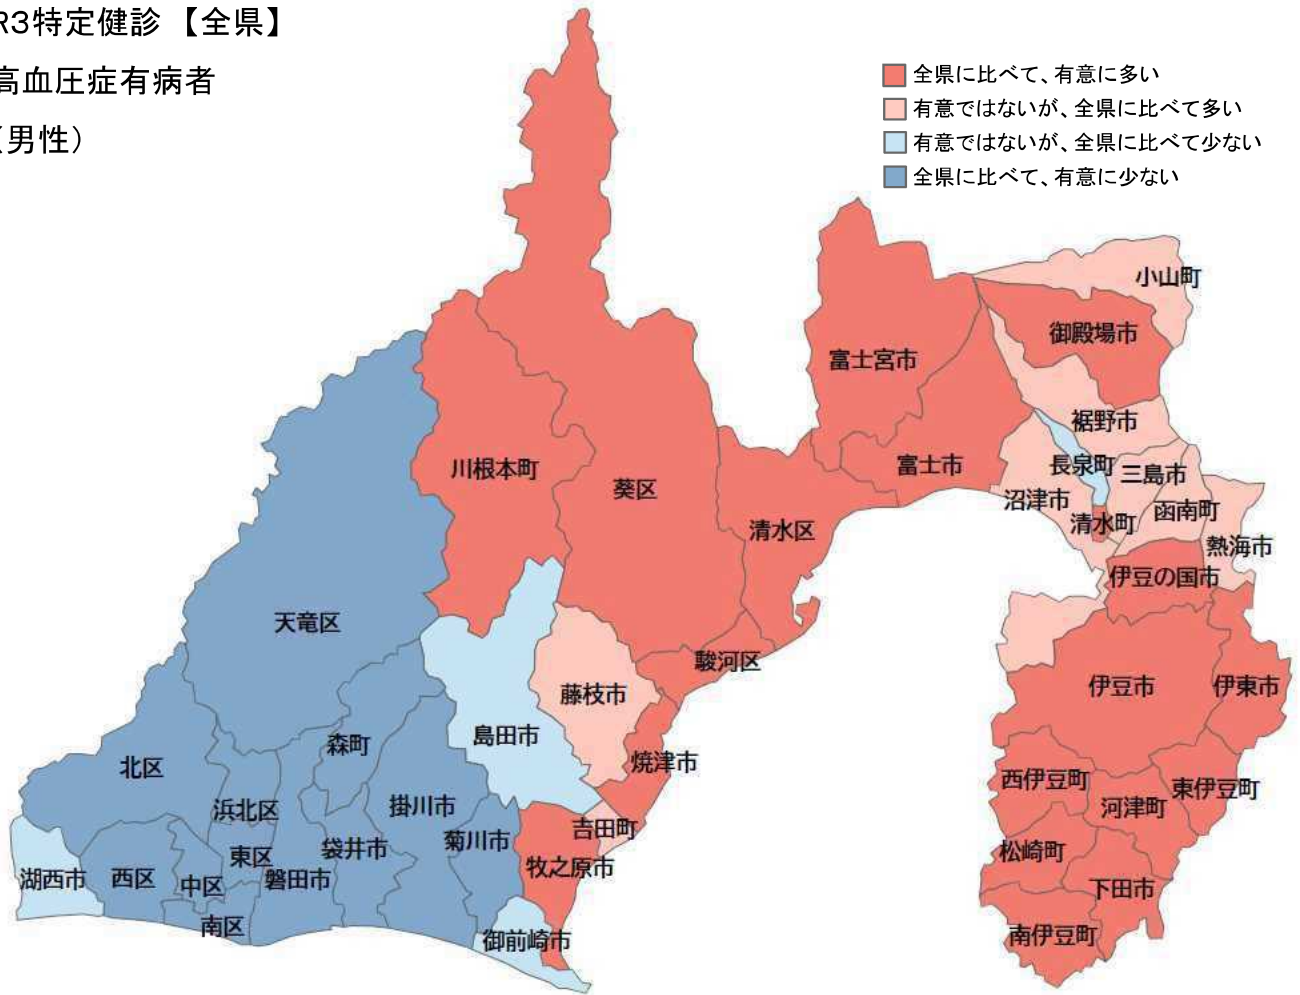 R3特定健診 【全県】
高血圧症有病者
(男性)
全県に比べて、有意に多い
有意ではないが、全県に比べて多い
有意ではないが、全県に比べて少ない
全県に比べて、有意に少ない
小山町
御殿場市
富士宮市
裾野市
富士市
長泉町
三島市
川根本町
葵区
沼津市
函南町
清水町
清水区
熱海市
伊豆の国市
天竜区
駿河区
伊豆市
伊東市
藤枝市
島田市
森町
焼津市
北区
西伊豆町
東伊豆町
浜北区
掛川市
河津町
吉田町
菊川市
袋井市
松崎町
東区
牧之原市
湖西市
西区
中区
磐田市
下田市
南区
御前崎市
南伊豆町